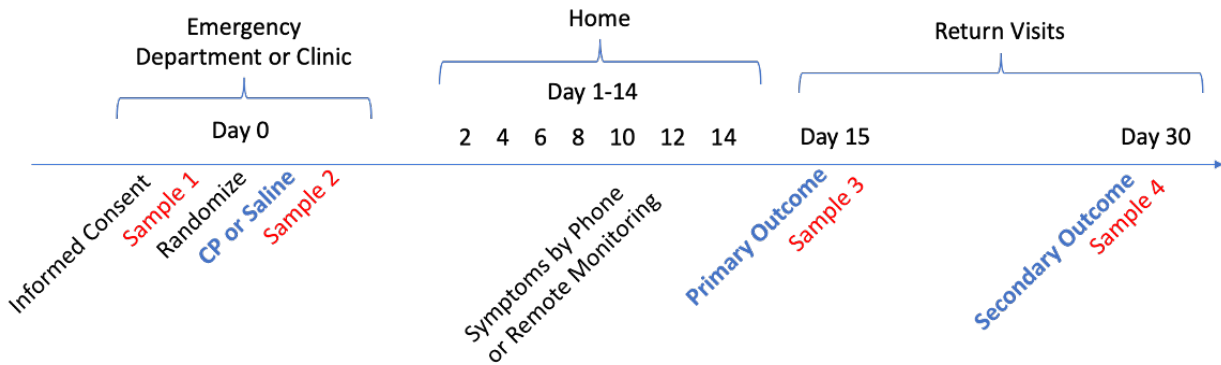 Emergency
Department or Clinic
Home
Return Visits
Day 0
Day 1-14
2 4 6 8 10 12 14
Day 15
Day 30
Informed Consent
Sample 1
Randomize
CP or Saline
Sample 2
Symptoms by Phone
or Remote Monitoring
Primary Outcome
Sample 3
Secondary Outcome
Sample 4